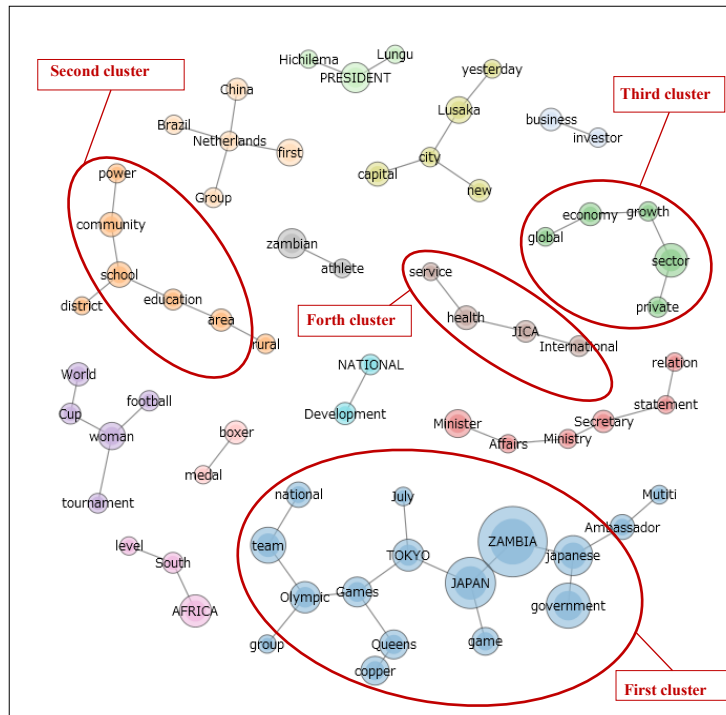 Hichilema
Lungu
PRESIDENT
yesterday
Second cluster
China
Third cluster
Lusaka
business
Brazil
investor
Netherlands
first
city
capital
power
new
Group
economy
growth
community
global
zambian
sector
athlete
service
school
education
district
area
health
private
Forth cluster
JICA
rural
International
NATIONAL
relation
World
football
Development
statement
Cup
Secretary
woman
boxer
Minister
Affairs
Ministry
medal
tournament
national
July
Mutiti
level
team
ZAMBIA
Ambassador
South
TOKYO
japanese
JAPAN
Olympic
Games
AFRICA
government
group
Queens
game
copper
First cluster